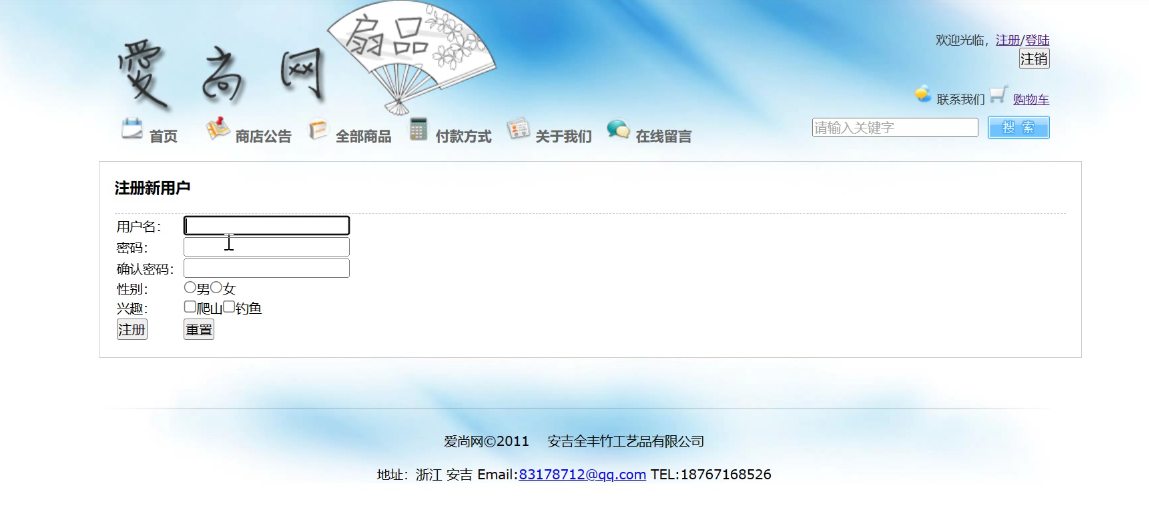 爱尚网
扇品
欢迎光临，注册/登陆
注销
联系我们 购物车
首页 商店公告 全部商品 付款方式 关于我们 在线留言
请输入关键字 搜 索
注册新用户
用户名：
密码：
确认密码：
性别： 男 女
兴趣： 爬山 钓鱼
注册 重置
爱尚网©2011 安吉全丰竹工艺品有限公司
地址：浙江 安吉 Email:83178712@qq.com TEL:18767168526